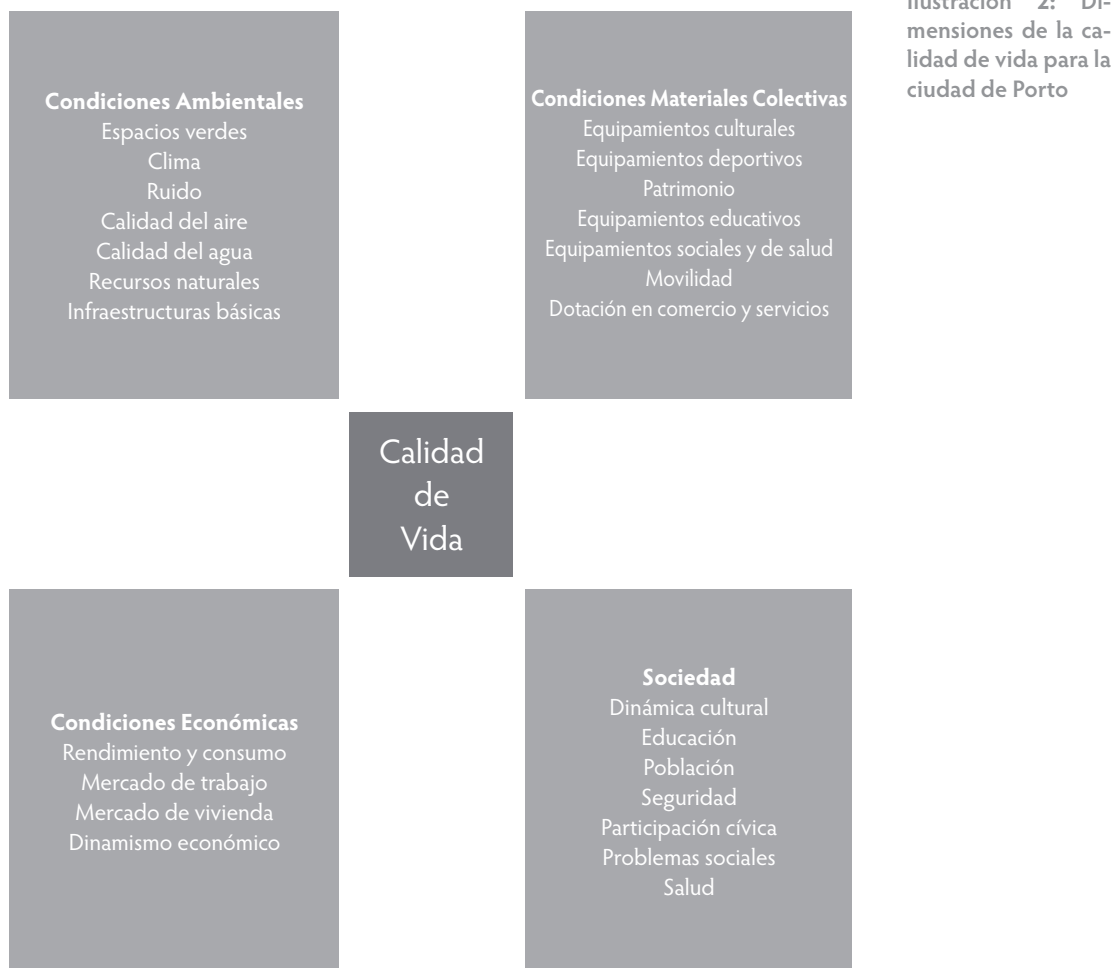 Condiciones Ambientales
Espacios verdes
Clima
Ruido
Calidad del aire
Calidad del agua
Recursos naturales
Infraestructuras básicas
Condiciones Materiales Colectivas
Equipamientos culturales
Equipamientos deportivos
Patrimonio
Equipamientos educativos
Equipamientos sociales y de salud
Movilidad
Dotación en comercio y servicios
Ilustración 2: Di-
mensiones de la ca-
lidad de vida para la
ciudad de Porto
Calidad
de
Vida
Condiciones Económicas
Rendimiento y consumo
Mercado de trabajo
Mercado de vivienda
Dinamismo económico
Sociedad
Dinámica cultural
Educación
Población
Seguridad
Participación cívica
Problemas sociales
Salud